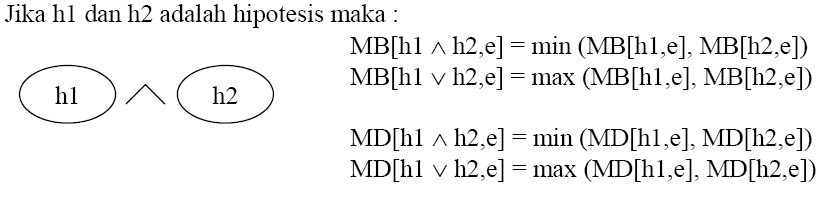 Jika h1 dan h2 adalah hipotesis maka :
MB[h1 ∧ h2,e] = min (MB[h1,e], MB[h2,e])
MB[h1 ∨ h2,e] = max (MB[h1,e], MB[h2,e])
h1 ∧ h2
MD[h1 ∧ h2,e] = min (MD[h1,e], MD[h2,e])
MD[h1 ∨ h2,e] = max (MD[h1,e], MD[h2,e])